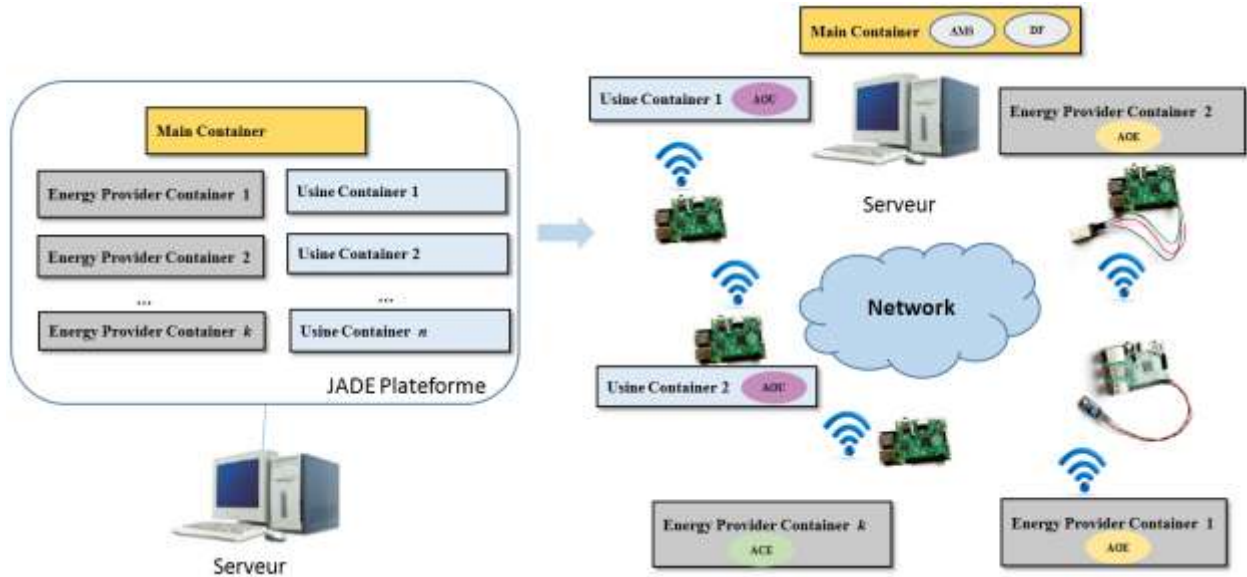 Main Container
Energy Provider Container 1
Usine Container 1
Energy Provider Container 2
Usine Container 2
...
...
Energy Provider Container k
Usine Container n
JADE Plateforme
Serveur
Main Container AMS DF
Usine Container 1 AOU
Energy Provider Container 2
AOE
Serveur
Network
Usine Container 2 AOU
Energy Provider Container k
ACE
Energy Provider Container 1
AOE